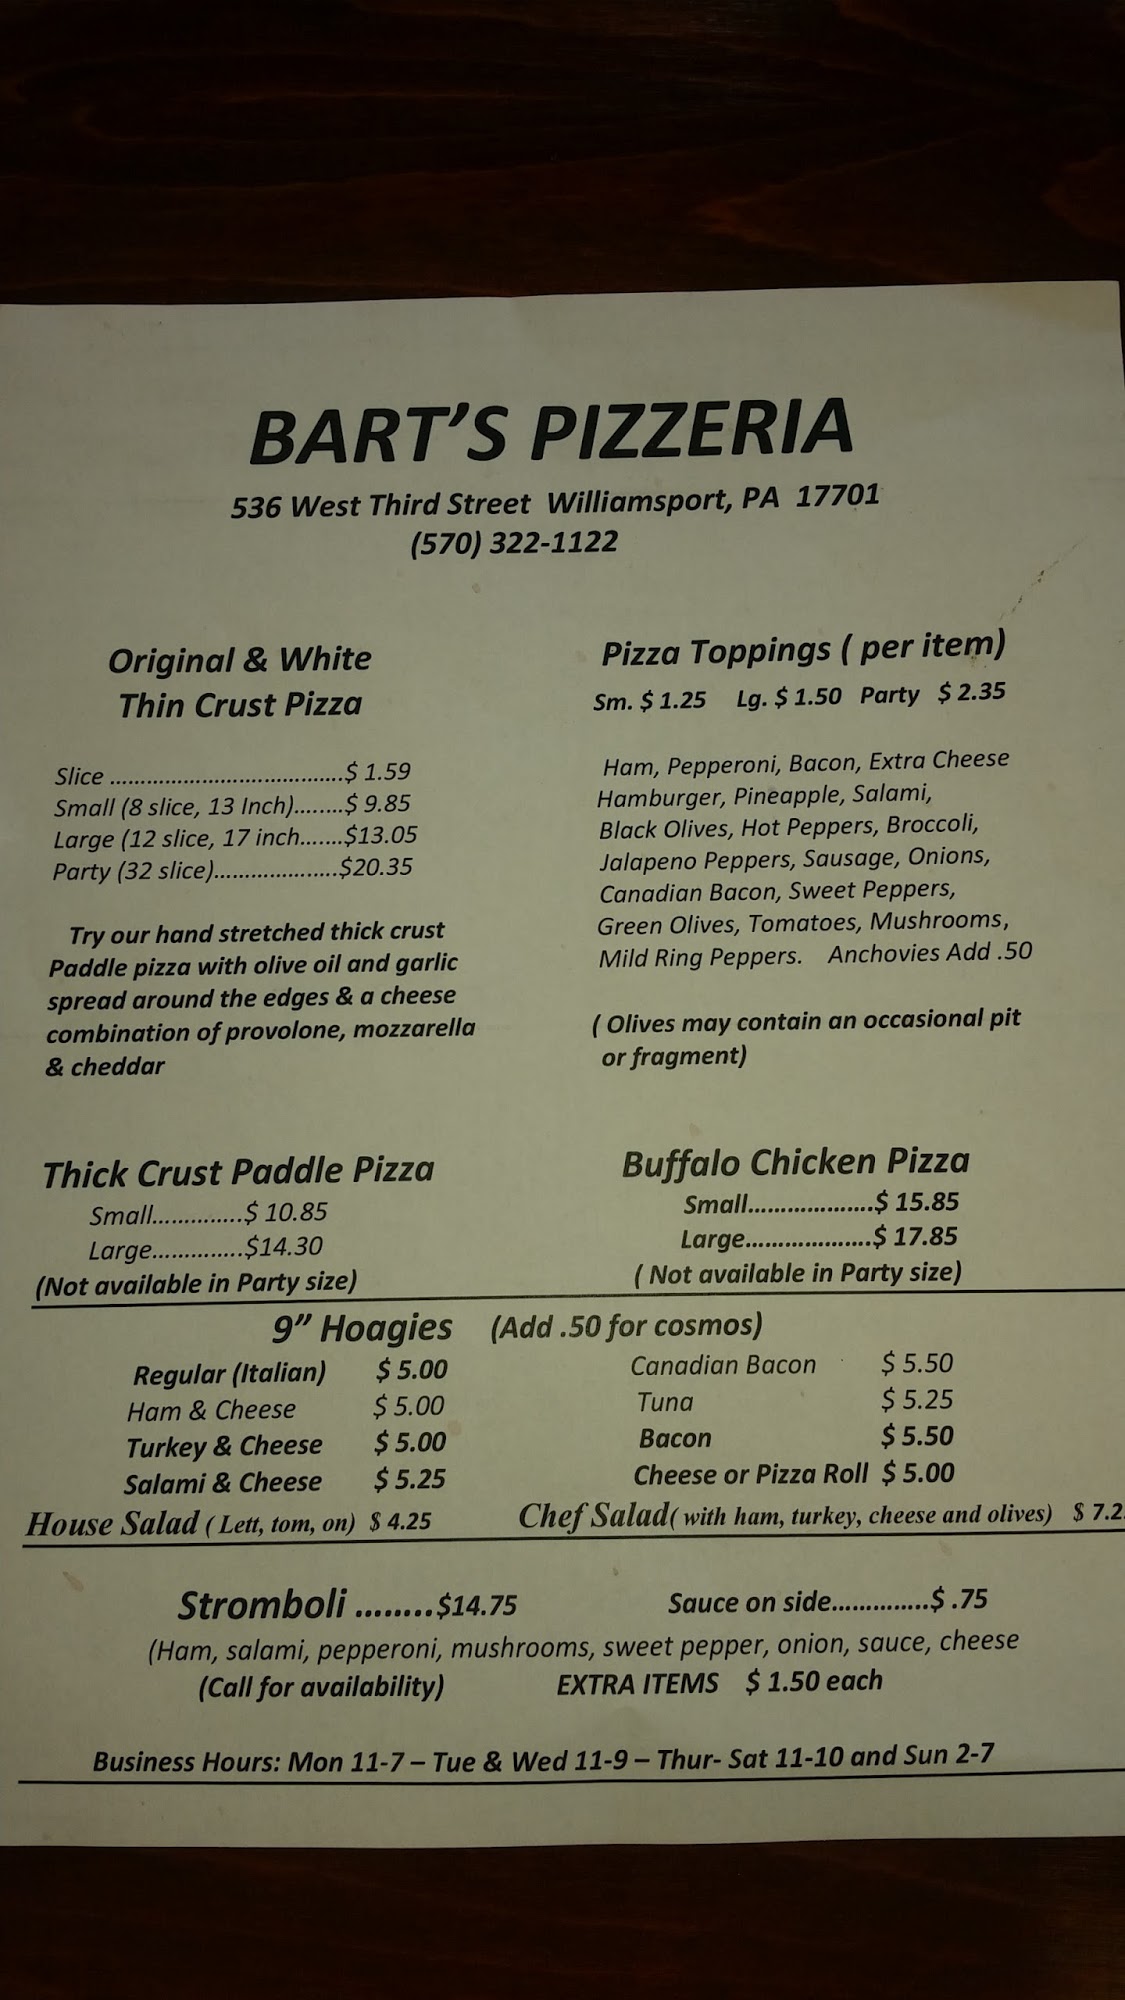 BART'S PIZZERIA
536 West Third Street Williamsport, PA 17701
(570) 322-1122
Original & White
Thin Crust Pizza
Slice ......................................$ 1.59
Small (8 slice, 13 Inch)........$ 9.85
Large (12 slice, 17 inch.......$13.05
Party (32 slice)....................$20.35
Try our hand stretched thick crust
Paddle pizza with olive oil and garlic
spread around the edges & a cheese
combination of provolone, mozzarella
& cheddar
Pizza Toppings ( per item)
Sm. $ 1.25 Lg. $ 1.50 Party $ 2.35
Ham, Pepperoni, Bacon, Extra Cheese
Hamburger, Pineapple, Salami,
Black Olives, Hot Peppers, Broccoli,
Jalapeno Peppers, Sausage, Onions,
Canadian Bacon, Sweet Peppers,
Green Olives, Tomatoes, Mushrooms,
Mild Ring Peppers. Anchovies Add .50
( Olives may contain an occasional pit
or fragment)
Thick Crust Paddle Pizza
Small...............$ 10.85
Large...............$14.30
(Not available in Party size)
Buffalo Chicken Pizza
Small.....................$ 15.85
Large.....................$ 17.85
( Not available in Party size)
9" Hoagies (Add .50 for cosmos)
Regular (Italian) $ 5.00
Ham & Cheese $ 5.00
Turkey & Cheese $ 5.00
Salami & Cheese $ 5.25
Canadian Bacon $ 5.50
Tuna $ 5.25
Bacon $ 5.50
Cheese or Pizza Roll $ 5.00
House Salad ( Lett, tom, on) $ 4.25
Chef Salad( with ham, turkey, cheese and olives) $ 7.2
Stromboli ........$14.75 Sauce on side..............$ .75
(Ham, salami, pepperoni, mushrooms, sweet pepper, onion, sauce, cheese
(Call for availability) EXTRA ITEMS $ 1.50 each
Business Hours: Mon 11-7 – Tue & Wed 11-9 – Thur- Sat 11-10 and Sun 2-7